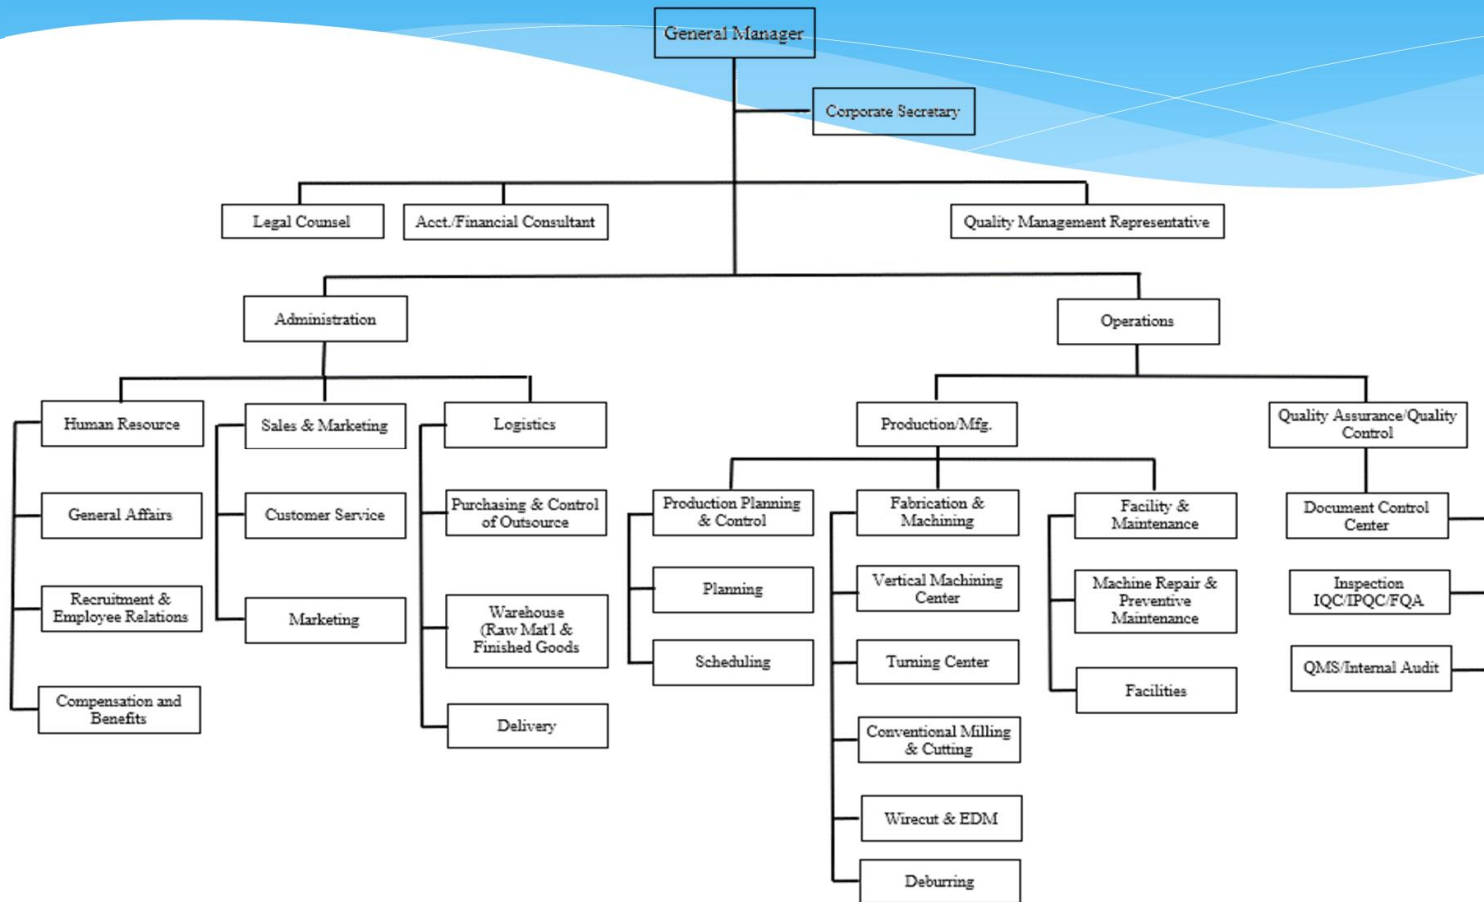 General Manager
Corporate Secretary
Legal Counsel
Acct./Financial Consultant
Quality Management Representative
Administration
Operations
Human Resource
Sales & Marketing
Logistics
Production/Mfg.
Quality Assurance/Quality
Control
General Affairs
Customer Service
Purchasing & Control
of Outsource
Production Planning
& Control
Fabrication &
Machining
Facility &
Maintenance
Document Control
Center
Recruitment &
Employee Relations
Marketing
Warehouse
(Raw Mat'l &
Finished Goods
Planning
Vertical Machining
Center
Machine Repair &
Preventive
Maintenance
Inspection
IQC/IPQC/FQA
Scheduling
Turning Center
Facilities
QMS/Internal Audit
Compensation and
Benefits
Delivery
Conventional Milling
& Cutting
Wirecut & EDM
Deburring